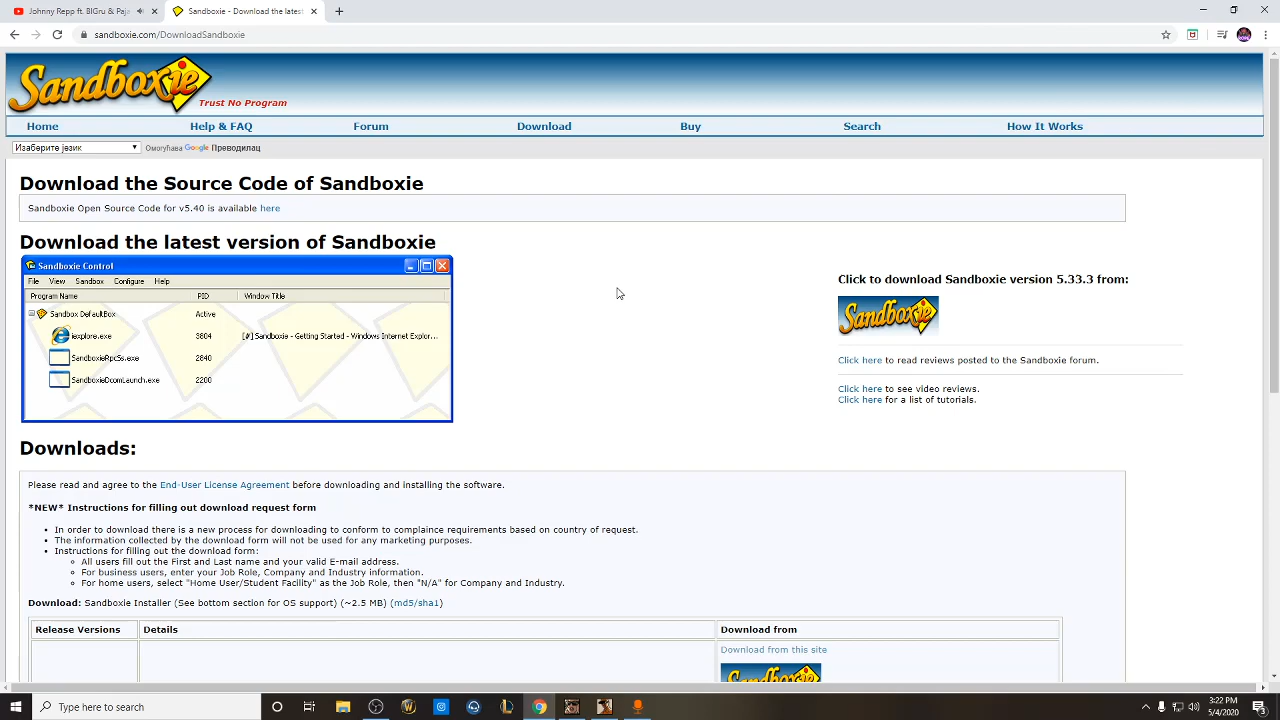 Johnny Repp ft. BIGru & Paja
Sandboxie - Download the lates
sandboxie.com/DownloadSandboxie
Sandboxie
Trust No Program
Home Help & FAQ Forum Download Buy Search How It Works
Изаберите језик Омогућава Google Преводилац
Download the Source Code of Sandboxie
Sandboxie Open Source Code for v5.40 is available here
Download the latest version of Sandboxie
Sandboxie Control
File View Sandbox Configure Help
Program Name PID Window Title
Sandbox DefaultBox Active
iexplore.exe 3804 [#] Sandboxie - Getting Started - Windows Internet Explor...
SandboxieRpcSs.exe 2840
SandboxieDcomLaunch.exe 2200
Click to download Sandboxie version 5.33.3 from:
Sandboxie
Click here to read reviews posted to the Sandboxie forum.
Click here to see video reviews.
Click here for a list of tutorials.
Downloads:
Please read and agree to the End-User License Agreement before downloading and installing the software.
*NEW* Instructions for filling out download request form
In order to download there is a new process for downloading to conform to complaince requirements based on country of request.
The information collected by the download form will not be used for any marketing purposes.
Instructions for filling out the download form:
All users fill out the First and Last name and your valid E-mail address.
For business users, enter your Job Role, Company and Industry information.
For home users, select "Home User/Student Facility" as the Job Role, then "N/A" for Company and Industry.
Download: Sandboxie Installer (See bottom section for OS support) (~2.5 MB) (md5/sha1)
Release Versions Details Download from
Download from this site
Sandboxie
Type here to search
3:22 PM
5/4/2020